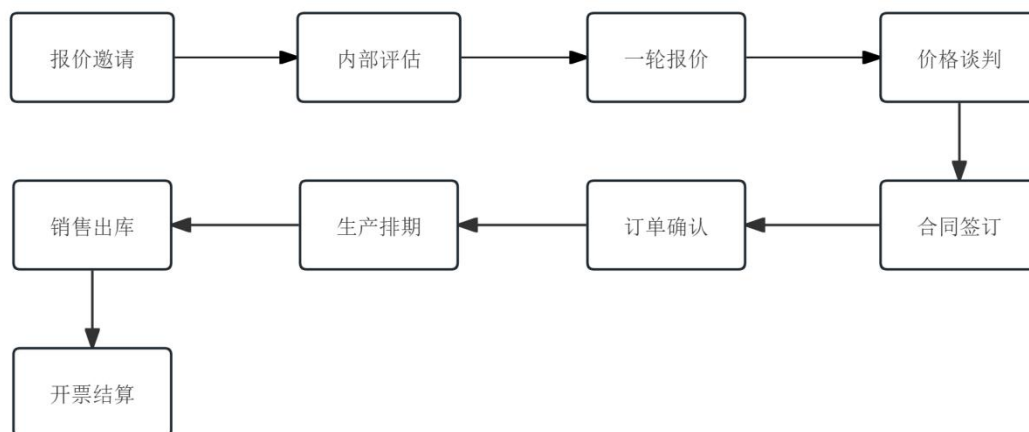 报价邀请
内部评估
一轮报价
价格谈判
合同签订
订单确认
生产排期
销售出库
开票结算